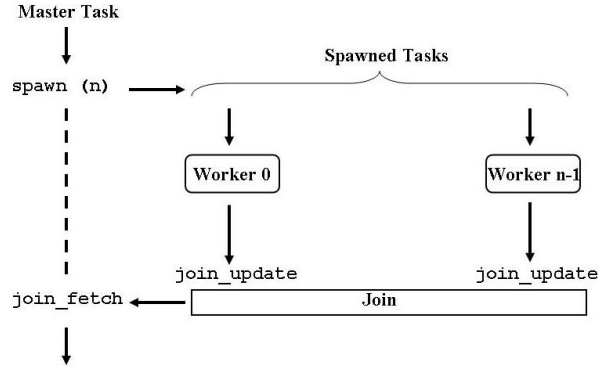 Master Task
Spawned Tasks
spawn (n)
Worker 0
Worker n-1
join_update
join_update
join_fetch
Join